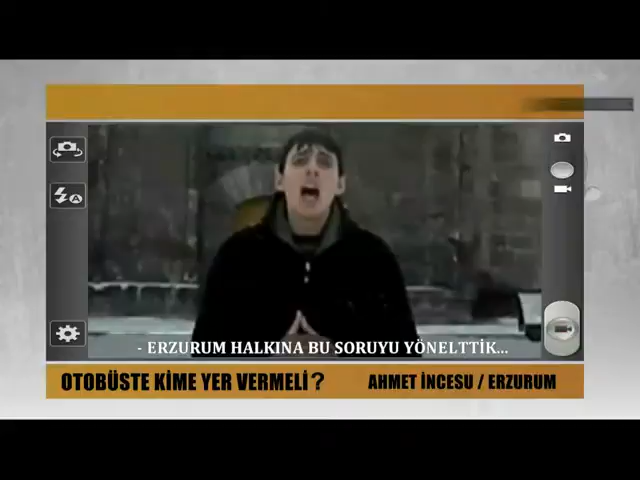 - ERZURUM HALKINA BU SORUYU YÖNELTTİK...
OTOBÜSTE KİME YER VERMELİ?
AHMET İNCESU / ERZURUM